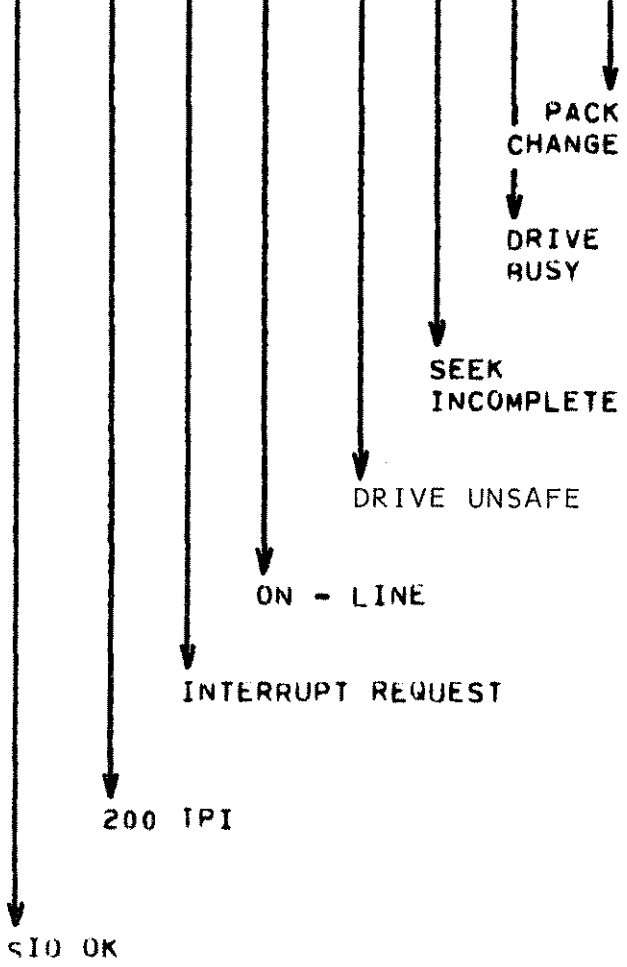 PACK
CHANGE
DRIVE
BUSY
SEEK
INCOMPLETE
DRIVE UNSAFE
ON - LINE
INTERRUPT REQUEST
200 TPI
SIO OK